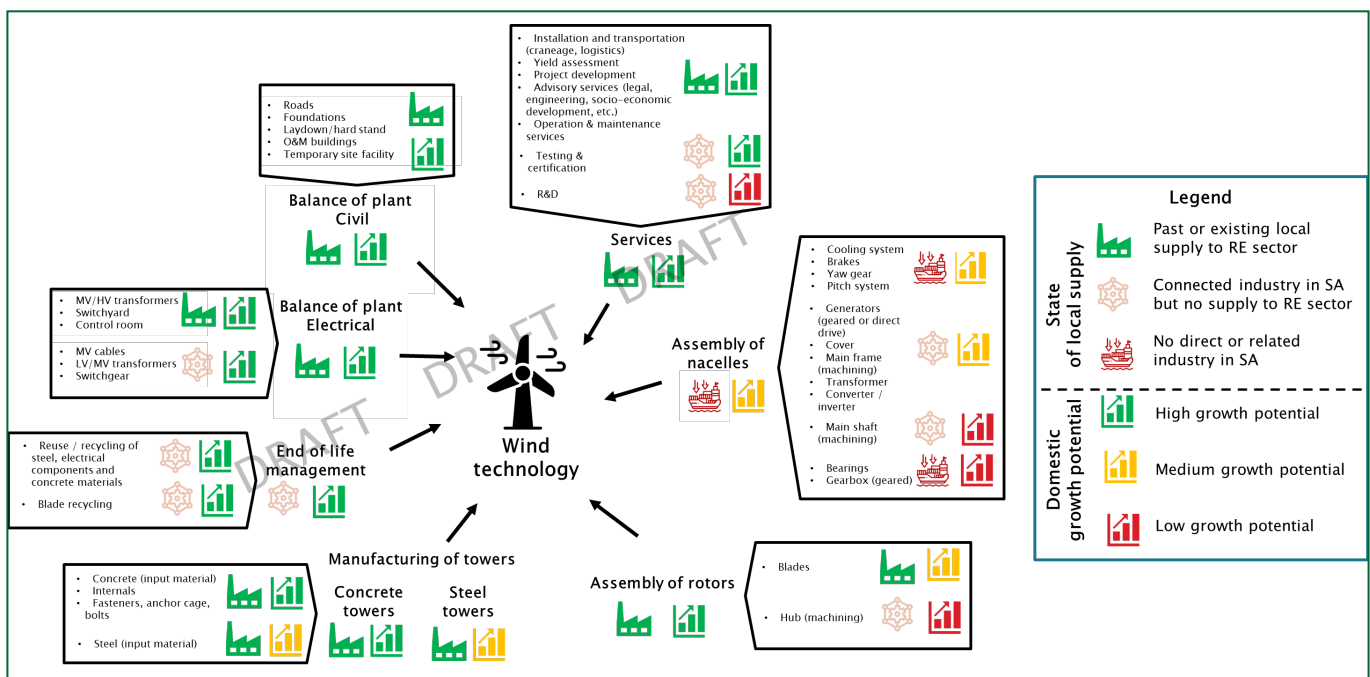 • Installation and transportation
(craneage, logistics)
• Yield assessment
• Project development
• Advisory services (legal,
engineering, socio-economic
development, etc.)
• Operation & maintenance
services
• Testing &
certification
• R&D
Services
• Roads
• Foundations
• Laydown/hard stand
• O&M buildings
• Temporary site facility
Balance of plant
Civil
• MV/HV transformers
• Switchyard
• Control room
• MV cables
• LV/MV transformers
• Switchgear
Balance of plant
Electrical
• Cooling system
• Brakes
• Yaw gear
• Pitch system
• Generators
(geared or direct
drive)
• Cover
• Main frame
(machining)
• Transformer
• Converter /
inverter
• Main shaft
(machining)
• Bearings
• Gearbox (geared)
Assembly of
nacelles
Wind
technology
• Reuse / recycling of
steel, electrical
components and
concrete materials
• Blade recycling
End of life
management
Manufacturing of towers
Concrete
towers
Steel
towers
• Concrete (input material)
• Internals
• Fasteners, anchor cage,
bolts
• Steel (input material)
Assembly of rotors
• Blades
• Hub (machining)
Legend
State
of local supply
Past or existing local
supply to RE sector
Connected industry in SA
but no supply to RE sector
No direct or related
industry in SA
Domestic
growth potential
High growth potential
Medium growth potential
Low growth potential
DRAFT DRAFT DRAFT